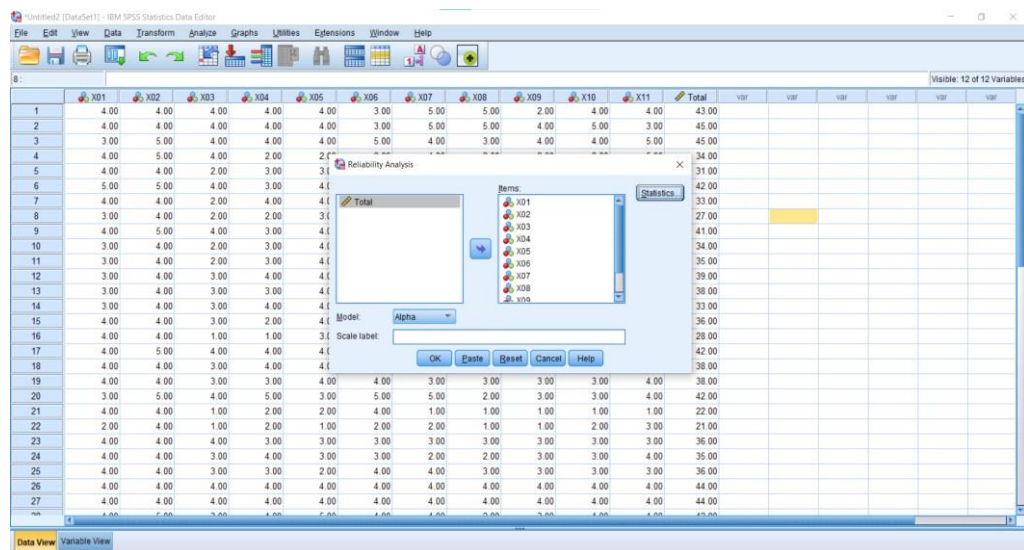 *Untitled2 [DataSet1] - IBM SPSS Statistics Data Editor
File Edit View Data Transform Analyze Graphs Utilities Extensions Window Help
8 :
Visible: 12 of 12 Variables
X01 X02 X03 X04 X05 X06 X07 X08 X09 X10 X11 Total var var var var var var
1 4.00 4.00 4.00 4.00 4.00 3.00 5.00 5.00 2.00 4.00 4.00 43.00
2 4.00 4.00 4.00 4.00 4.00 3.00 5.00 5.00 4.00 5.00 3.00 45.00
3 3.00 5.00 4.00 4.00 4.00 5.00 4.00 3.00 4.00 4.00 5.00 45.00
4 4.00 5.00 4.00 2.00 34.00
5 4.00 4.00 2.00 3.00 31.00
6 5.00 5.00 4.00 3.00 42.00
7 4.00 4.00 2.00 4.00 33.00
8 3.00 4.00 2.00 2.00 27.00
9 4.00 5.00 4.00 3.00 41.00
10 3.00 4.00 2.00 3.00 34.00
11 3.00 4.00 2.00 3.00 35.00
12 3.00 4.00 3.00 4.00 39.00
13 3.00 4.00 3.00 3.00 38.00
14 3.00 4.00 3.00 4.00 33.00
15 4.00 4.00 3.00 2.00 36.00
16 4.00 4.00 1.00 1.00 28.00
17 4.00 5.00 4.00 4.00 42.00
18 4.00 4.00 3.00 4.00 38.00
19 4.00 4.00 3.00 3.00 4.00 4.00 3.00 3.00 3.00 3.00 4.00 38.00
20 3.00 5.00 4.00 5.00 3.00 5.00 5.00 2.00 3.00 3.00 4.00 42.00
21 4.00 4.00 1.00 2.00 2.00 4.00 1.00 1.00 1.00 1.00 1.00 22.00
22 2.00 4.00 1.00 2.00 1.00 2.00 2.00 1.00 1.00 2.00 3.00 21.00
23 4.00 4.00 4.00 3.00 3.00 3.00 3.00 3.00 3.00 3.00 3.00 36.00
24 4.00 4.00 3.00 4.00 3.00 3.00 2.00 2.00 3.00 3.00 4.00 35.00
25 4.00 4.00 3.00 3.00 2.00 4.00 4.00 3.00 3.00 3.00 3.00 36.00
26 4.00 4.00 4.00 4.00 4.00 4.00 4.00 4.00 4.00 4.00 4.00 44.00
27 4.00 4.00 4.00 4.00 4.00 4.00 4.00 4.00 4.00 4.00 4.00 44.00
Reliability Analysis
Total
Items:
X01
X02
X03
X04
X05
X06
X07
X08
X09
Statistics...
Model: Alpha
Scale label:
OK Paste Reset Cancel Help
Data View Variable View